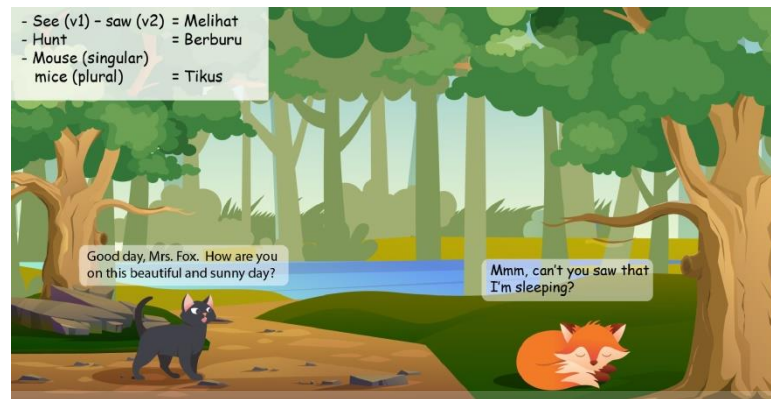 - See (v1) – saw (v2) = Melihat
- Hunt = Berburu
- Mouse (singular)
mice (plural) = Tikus
Good day, Mrs. Fox. How are you
on this beautiful and sunny day?
Mmm, can't you saw that
I'm sleeping?